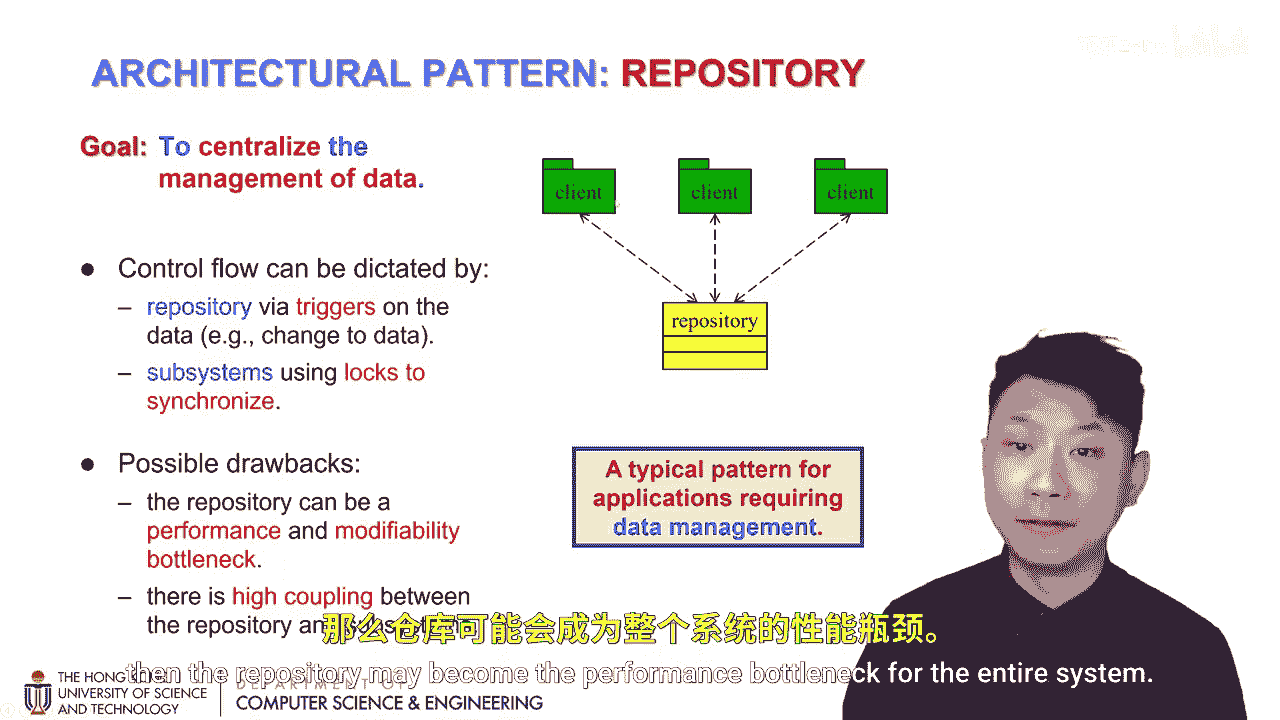 ARCHITECTURAL PATTERN: REPOSITORY
Goal: To centralize the
management of data.
● Control flow can be dictated by:
– repository via triggers on the
data (e.g., change to data).
– subsystems using locks to
synchronize.
● Possible drawbacks:
– the repository can be a
performance and modifiability
bottleneck.
– there is high coupling between
the repository and
client
client
client
repository
A typical pattern for
applications requiring
data management.
那么仓库可能会成为整个系统的性能瓶颈。
then the repository may become the performance bottleneck for the entire system.
THE HONG KONG
UNIVERSITY OF SCIENCE
AND TECHNOLOGY
DEPARTMENT OF
COMPUTER SCIENCE & ENGINEERING